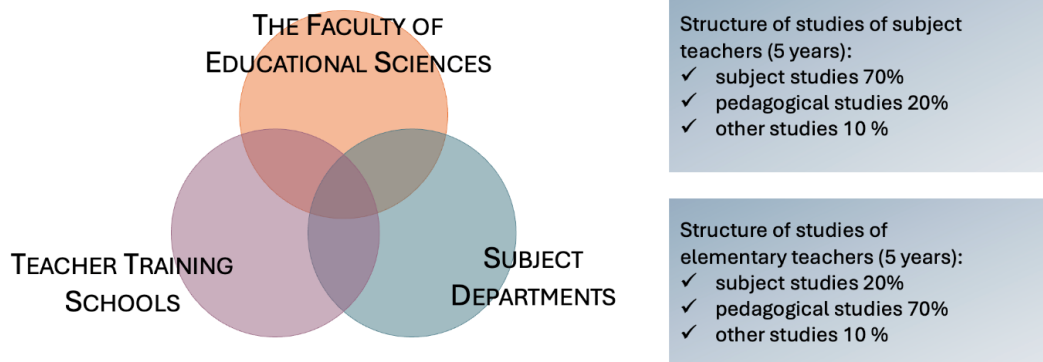 THE FACULTY OF
EDUCATIONAL SCIENCES
TEACHER TRAINING
SCHOOLS
SUBJECT
DEPARTMENTS
Structure of studies of subject
teachers (5 years):
✓ subject studies 70%
✓ pedagogical studies 20%
✓ other studies 10 %
Structure of studies of
elementary teachers (5 years):
✓ subject studies 20%
✓ pedagogical studies 70%
✓ other studies 10 %